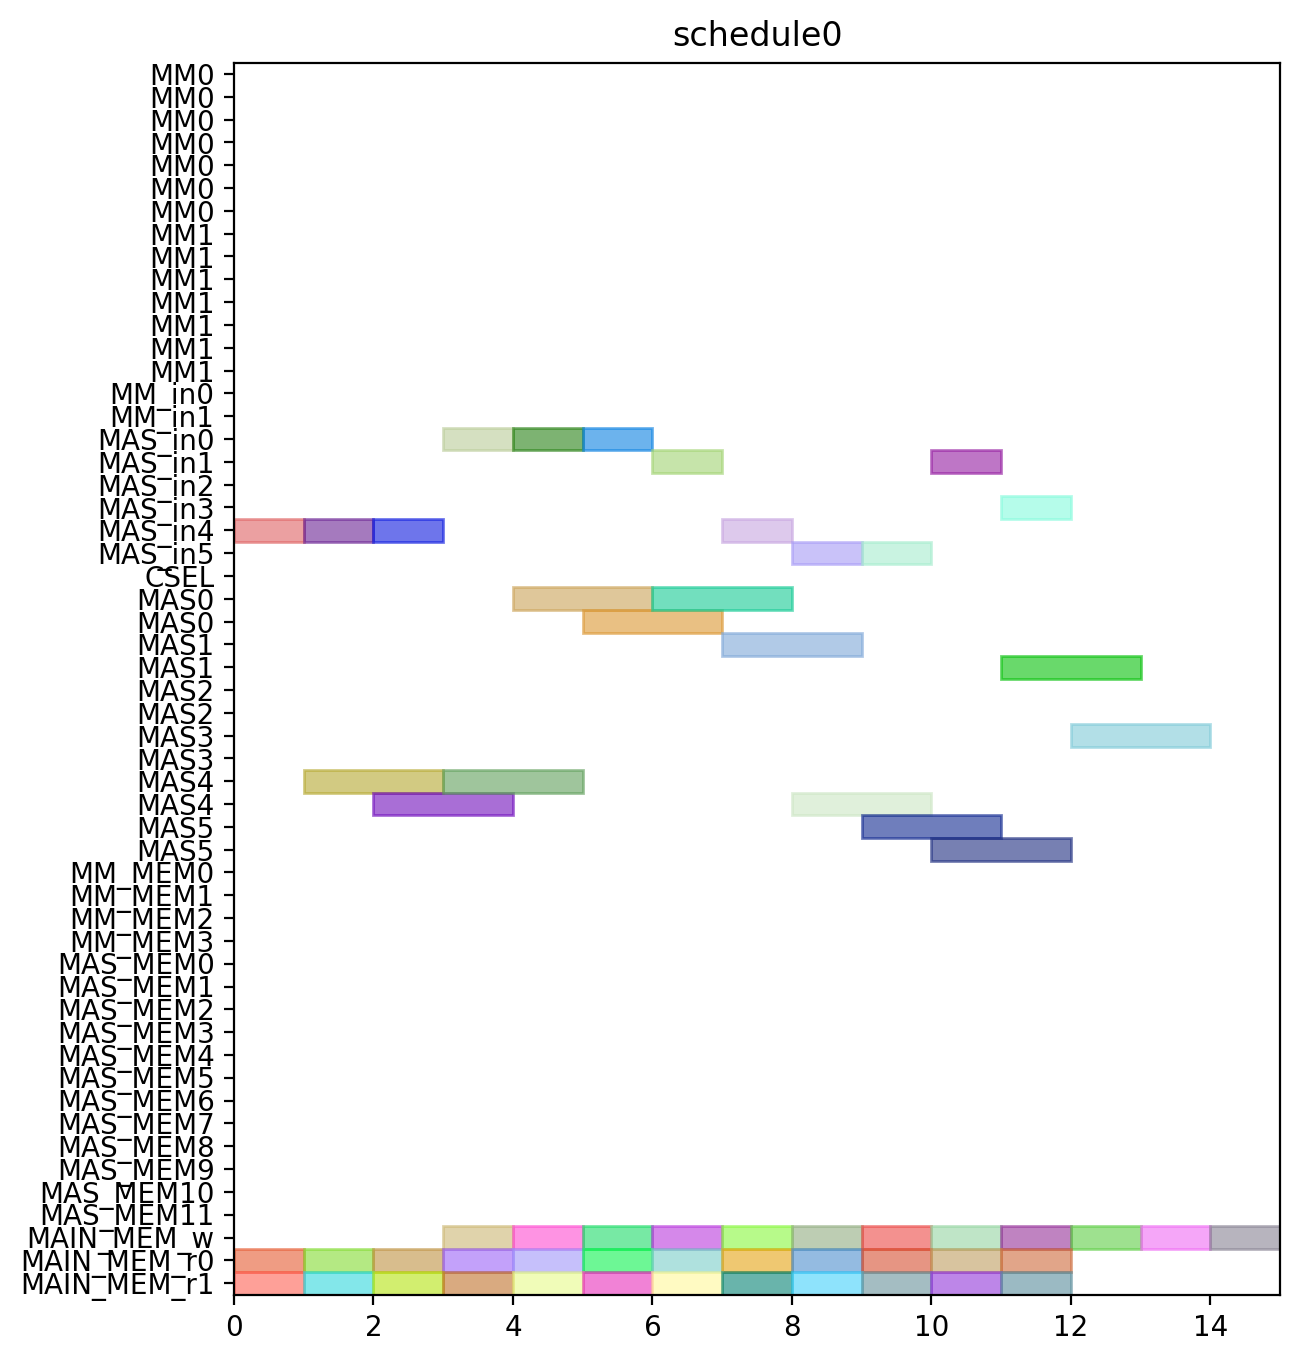 schedule0
MM0
MM0
MM0
MM0
MM0
MM0
MM0
MM1
MM1
MM1
MM1
MM1
MM1
MM1
MM_in0
MM_in1
MAS_in0
MAS_in1
MAS_in2
MAS_in3
MAS_in4
MAS_in5
CSEL
MAS0
MAS0
MAS1
MAS1
MAS2
MAS2
MAS3
MAS3
MAS4
MAS4
MAS5
MAS5
MM_MEM0
MM_MEM1
MM_MEM2
MM_MEM3
MAS_MEM0
MAS_MEM1
MAS_MEM2
MAS_MEM3
MAS_MEM4
MAS_MEM5
MAS_MEM6
MAS_MEM7
MAS_MEM8
MAS_MEM9
MAS_MEM10
MAS_MEM11
MAIN_MEM_w
MAIN_MEM_r0
MAIN_MEM_r1
0 2 4 6 8 10 12 14